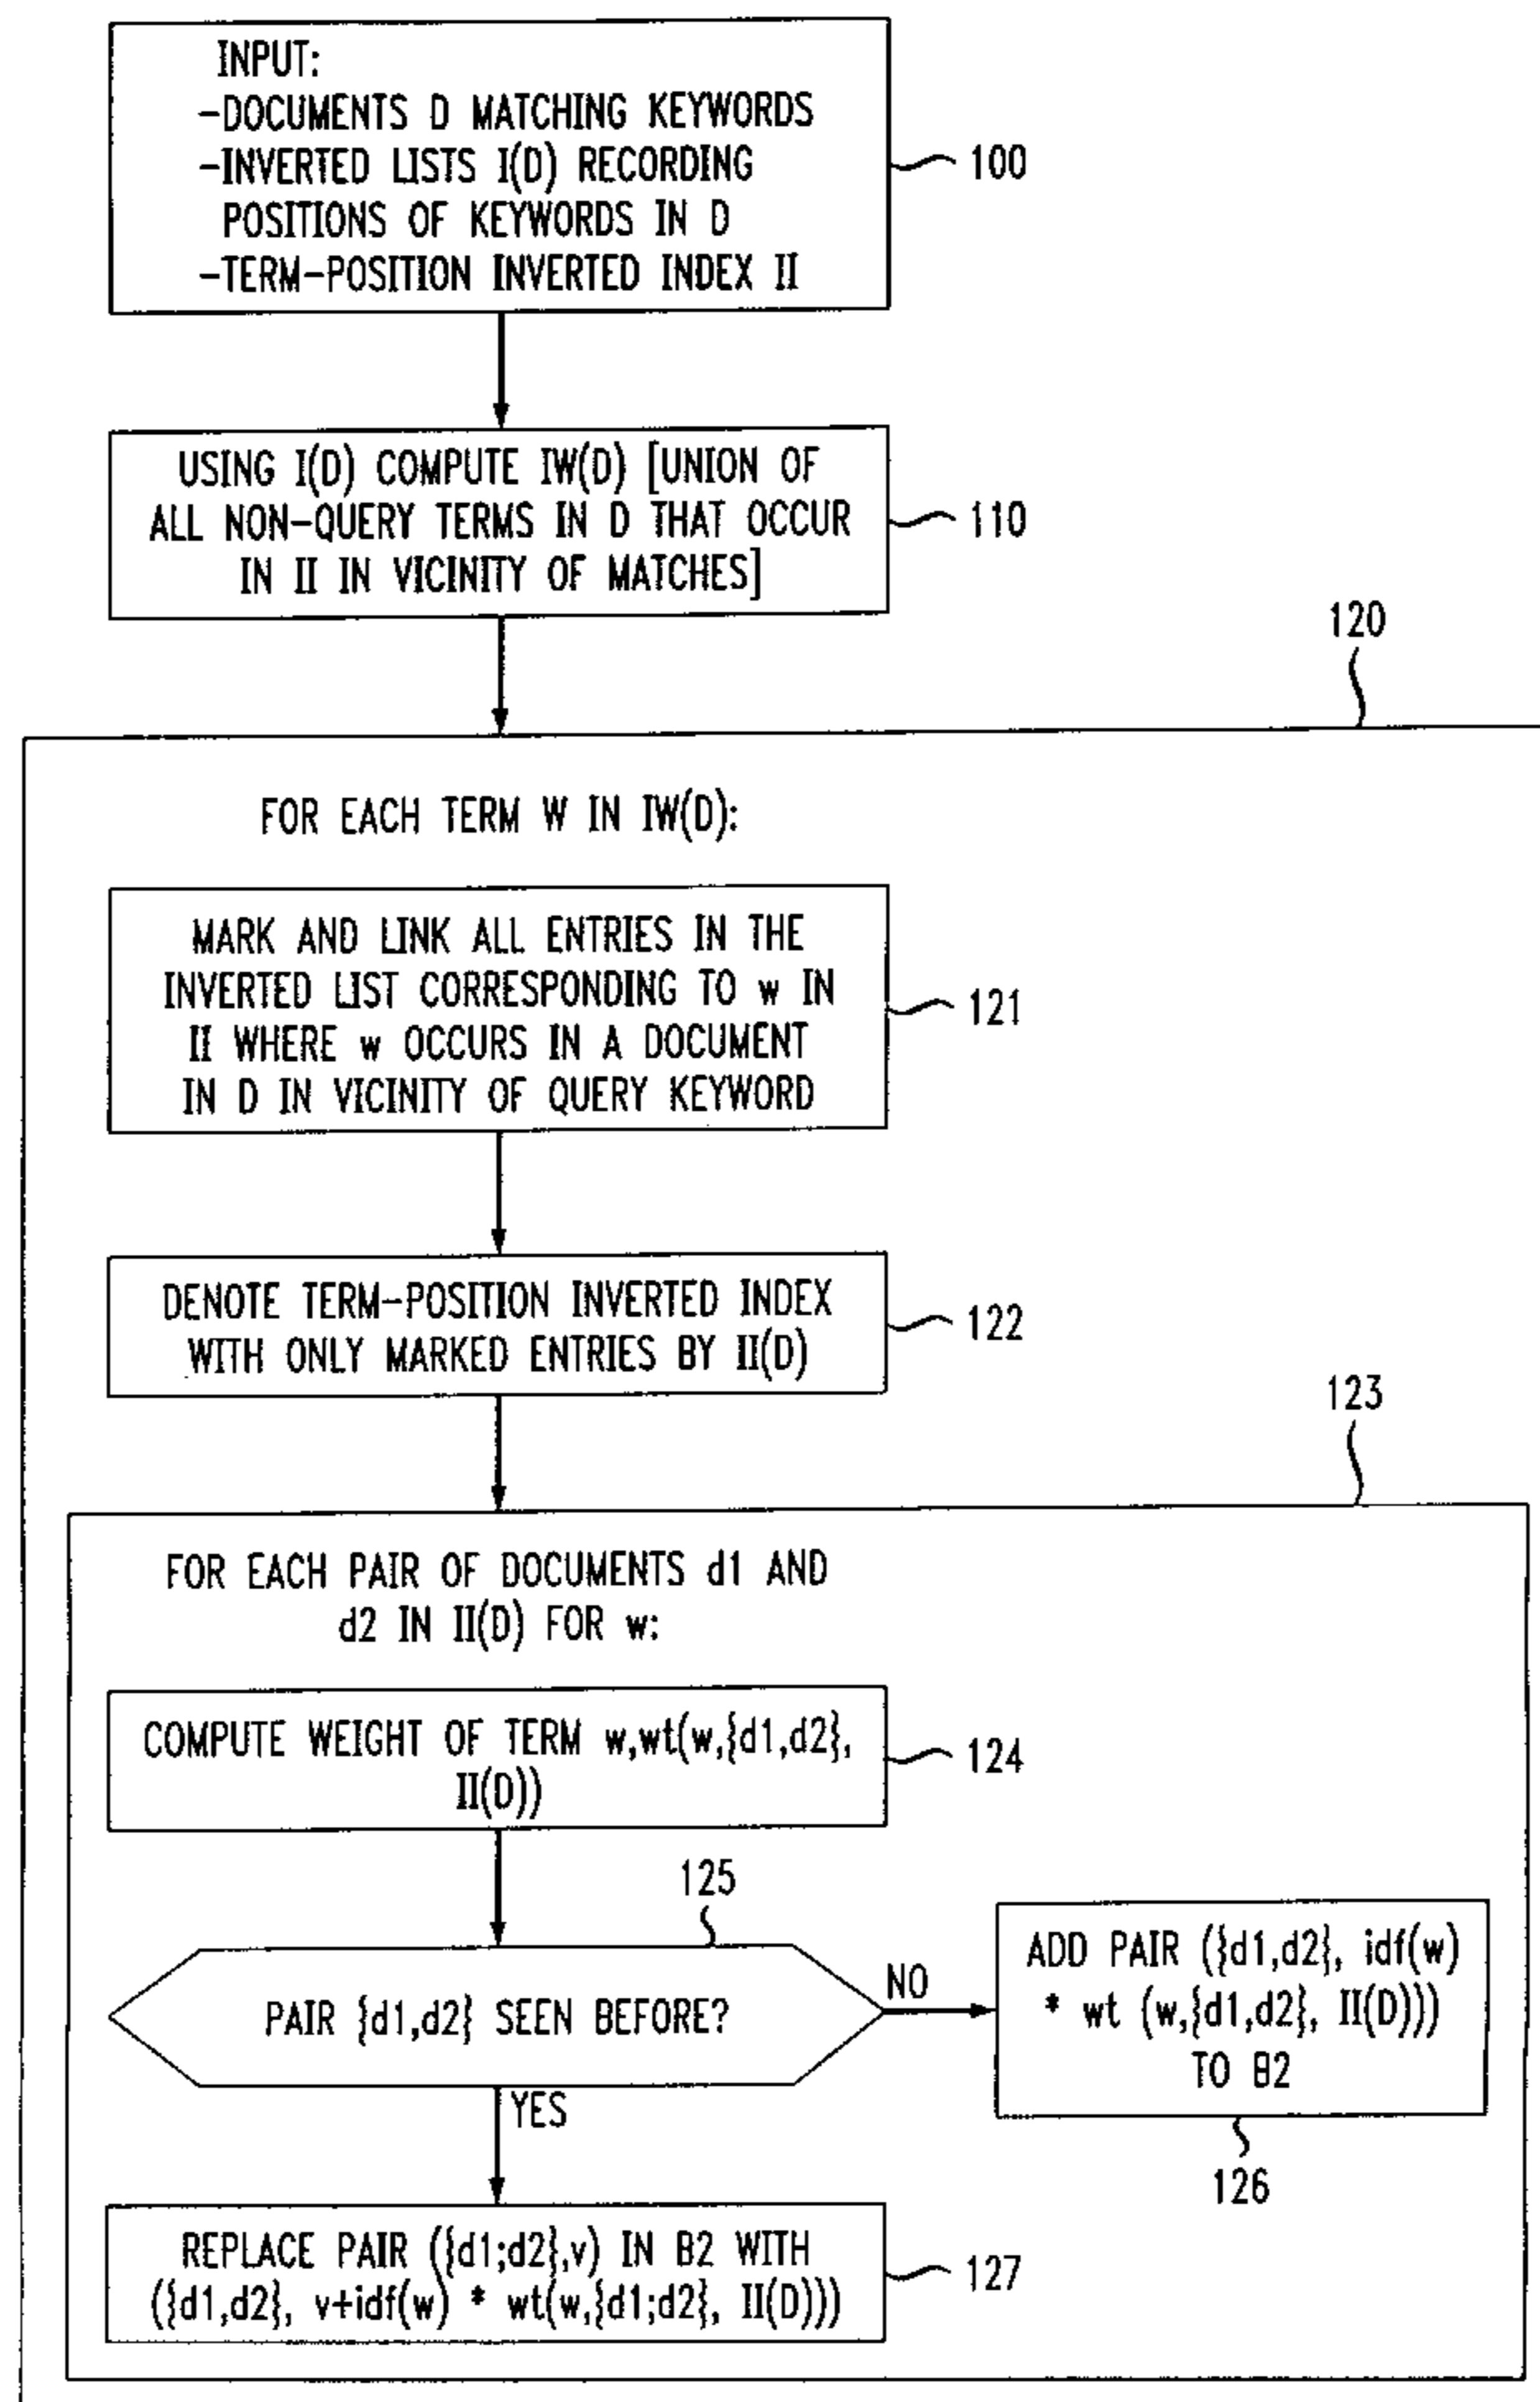 INPUT:
-DOCUMENTS D MATCHING KEYWORDS
-INVERTED LISTS I(D) RECORDING
POSITIONS OF KEYWORDS IN D
-TERM-POSITION INVERTED INDEX II
100
USING I(D) COMPUTE IW(D) [UNION OF
ALL NON-QUERY TERMS IN D THAT OCCUR
IN II IN VICINITY OF MATCHES]
110
120
FOR EACH TERM W IN IW(D):
MARK AND LINK ALL ENTRIES IN THE
INVERTED LIST CORRESPONDING TO w IN
II WHERE w OCCURS IN A DOCUMENT
IN D IN VICINITY OF QUERY KEYWORD
121
DENOTE TERM-POSITION INVERTED INDEX
WITH ONLY MARKED ENTRIES BY II(D)
122
123
FOR EACH PAIR OF DOCUMENTS d1 AND
d2 IN II(D) FOR w:
COMPUTE WEIGHT OF TERM w,wt(w,{d1,d2},
II(D))
124
125
PAIR {d1,d2} SEEN BEFORE?
NO
ADD PAIR ({d1,d2}, idf(w)
* wt (w,{d1,d2}, II(D)))
TO B2
126
YES
REPLACE PAIR ({d1;d2},v) IN B2 WITH
({d1,d2}, v+idf(w) * wt(w,{d1;d2}, II(D)))
127